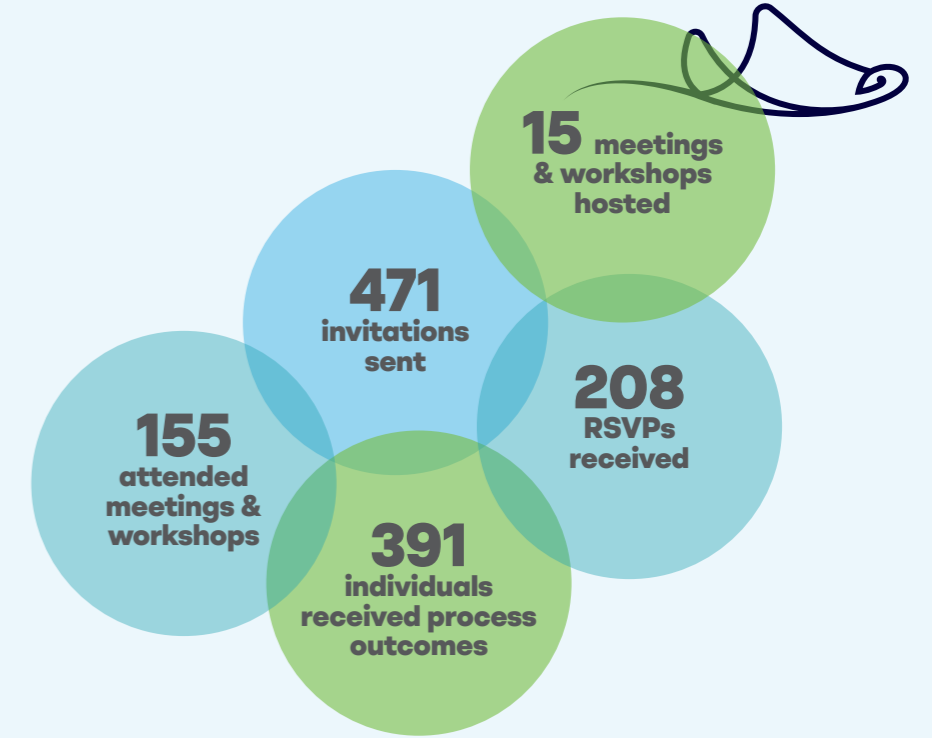 15 meetings
& workshops
hosted
471
invitations
sent
208
RSVPs
received
155
attended
meetings &
workshops
391
individuals
received process
outcomes